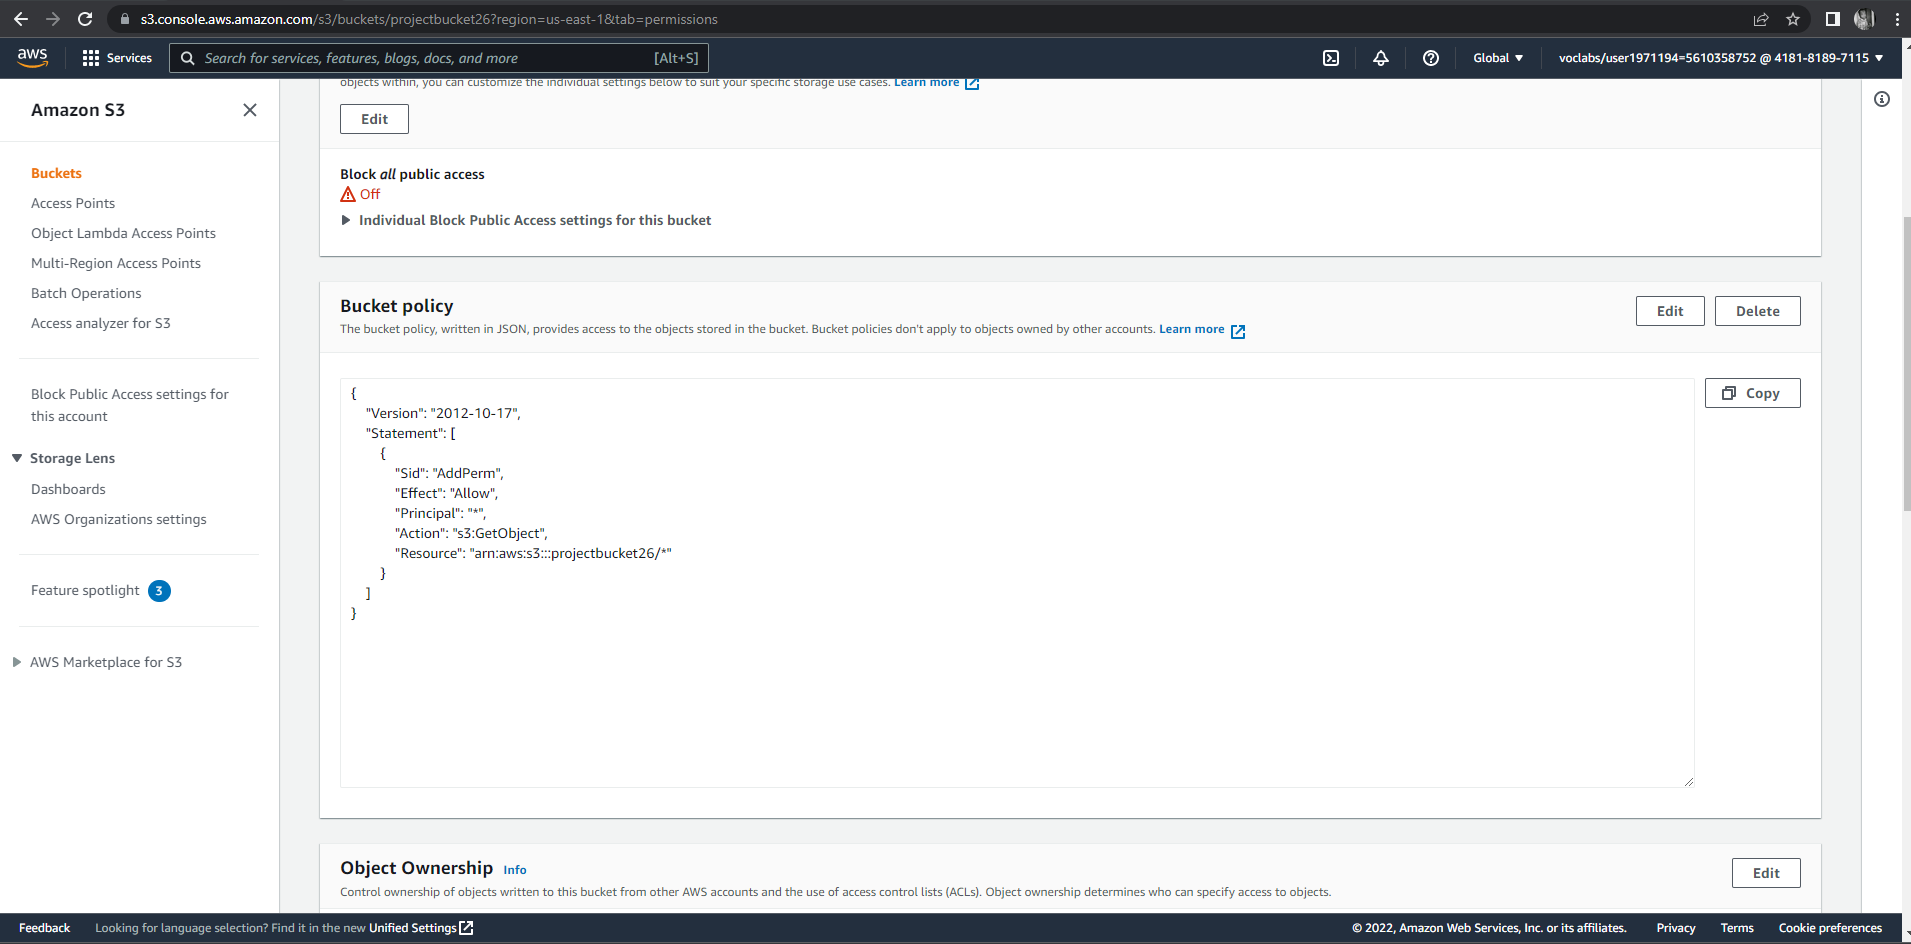 s3.console.aws.amazon.com/s3/buckets/projectbucket26?region=us-east-1&tab=permissions
aws
Services
Search for services, features, blogs, docs, and more
[Alt+S]
Global
voclabs/user1971194=5610358752 @ 4181-8189-7115
Amazon S3
Buckets
Access Points
Object Lambda Access Points
Multi-Region Access Points
Batch Operations
Access analyzer for S3
Block Public Access settings for
this account
Storage Lens
Dashboards
AWS Organizations settings
Feature spotlight 3
AWS Marketplace for S3
objects within, you can customize the individual settings below to suit your specific storage use cases. Learn more
Edit
Block all public access
Off
Individual Block Public Access settings for this bucket
Bucket policy
The bucket policy, written in JSON, provides access to the objects stored in the bucket. Bucket policies don't apply to objects owned by other accounts. Learn more
Edit
Delete
{
"Version": "2012-10-17",
"Statement": [
{
"Sid": "AddPerm",
"Effect": "Allow",
"Principal": "*",
"Action": "s3:GetObject",
"Resource": "arn:aws:s3:::projectbucket26/*"
}
]
}
Copy
Object Ownership Info
Control ownership of objects written to this bucket from other AWS accounts and the use of access control lists (ACLs). Object ownership determines who can specify access to objects.
Edit
Feedback
Looking for language selection? Find it in the new Unified Settings
© 2022, Amazon Web Services, Inc. or its affiliates.
Privacy
Terms
Cookie preferences